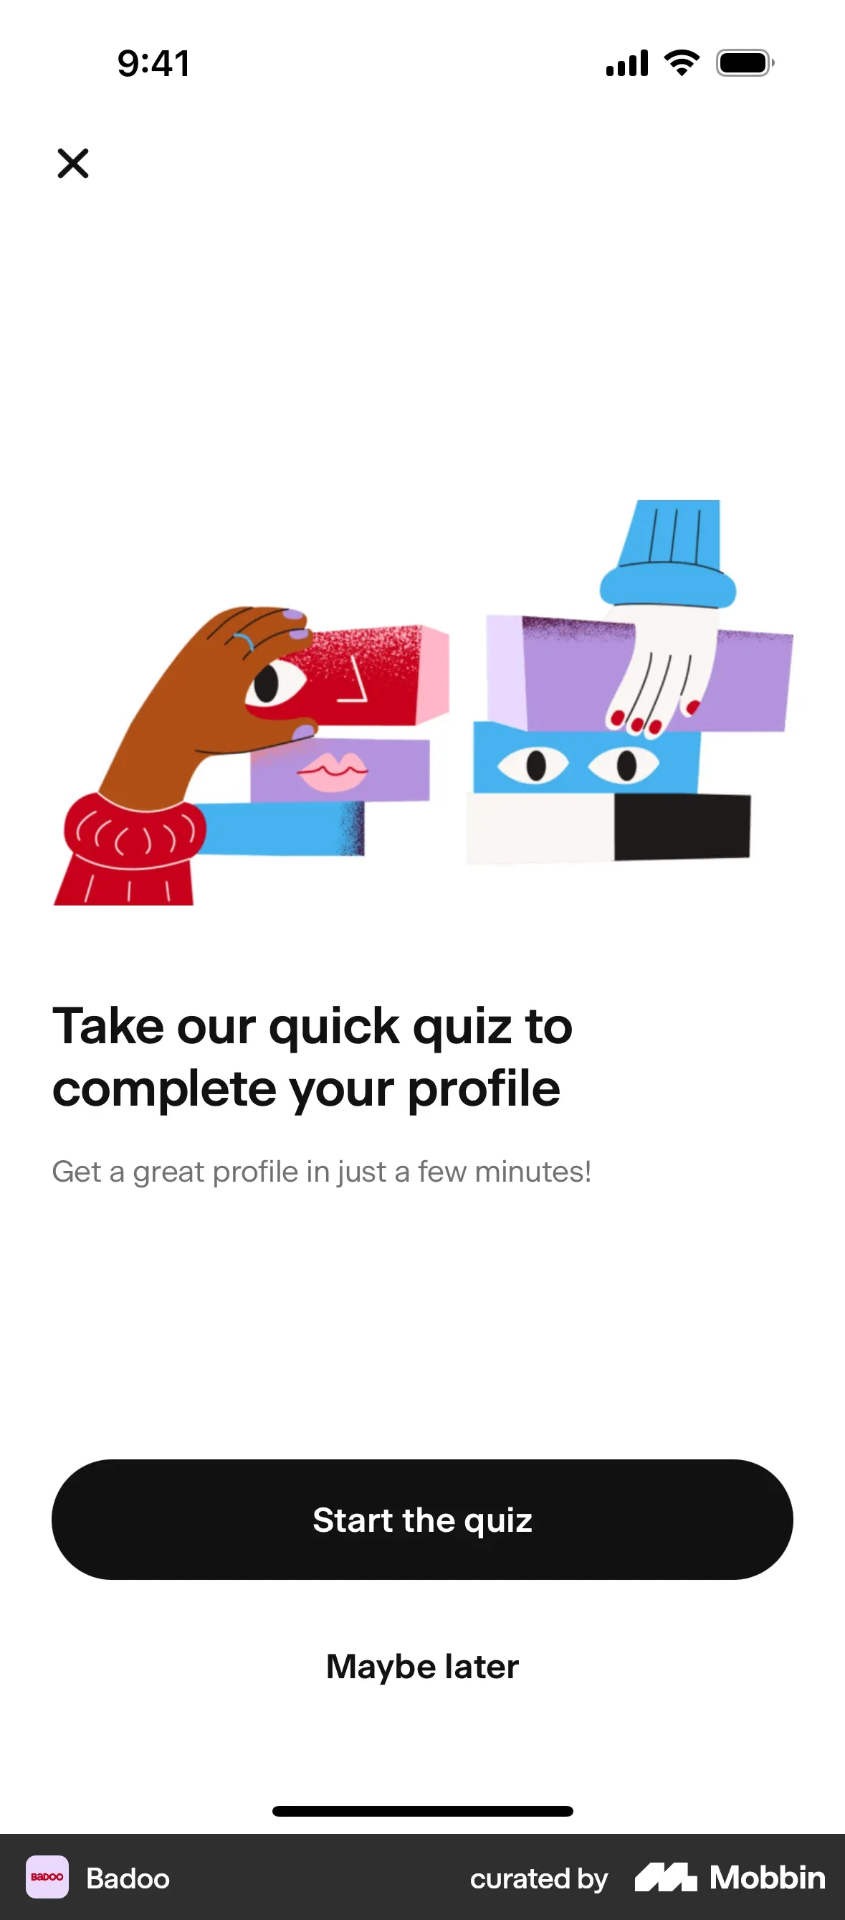 9:41
Take our quick quiz to
complete your profile
Get a great profile in just a few minutes!
Start the quiz
Maybe later
BADOO
Badoo
curated by
Mobbin